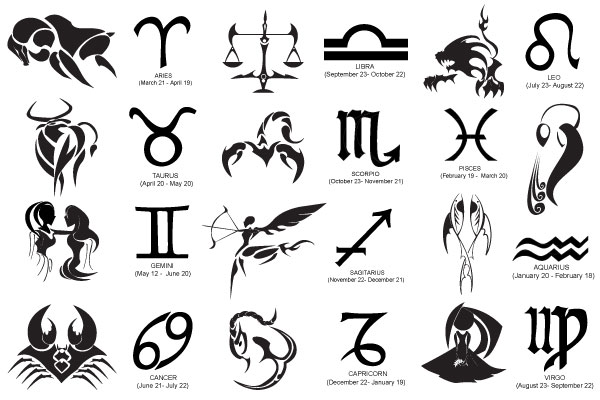 ARIES
(March 21 - April 19)
LIBRA
(September 23- October 22)
LEO
(July 23- August 22)
TAURUS
(April 20 - May 20)
SCORPIO
(October 23- November 21)
PISCES
(February 19 - March 20)
GEMINI
(May 12 - June 20)
SAGITARIUS
(November 22- December 21)
AQUARIUS
(January 20 - February 18)
CANCER
(June 21- July 22)
CAPRICORN
(December 22- January 19)
VIRGO
(August 23- September 22)